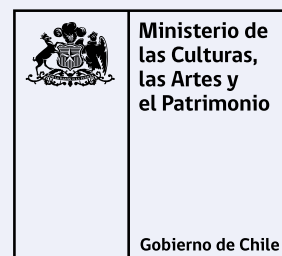 Ministerio de
las Culturas,
las Artes y
el Patrimonio
Gobierno de Chile